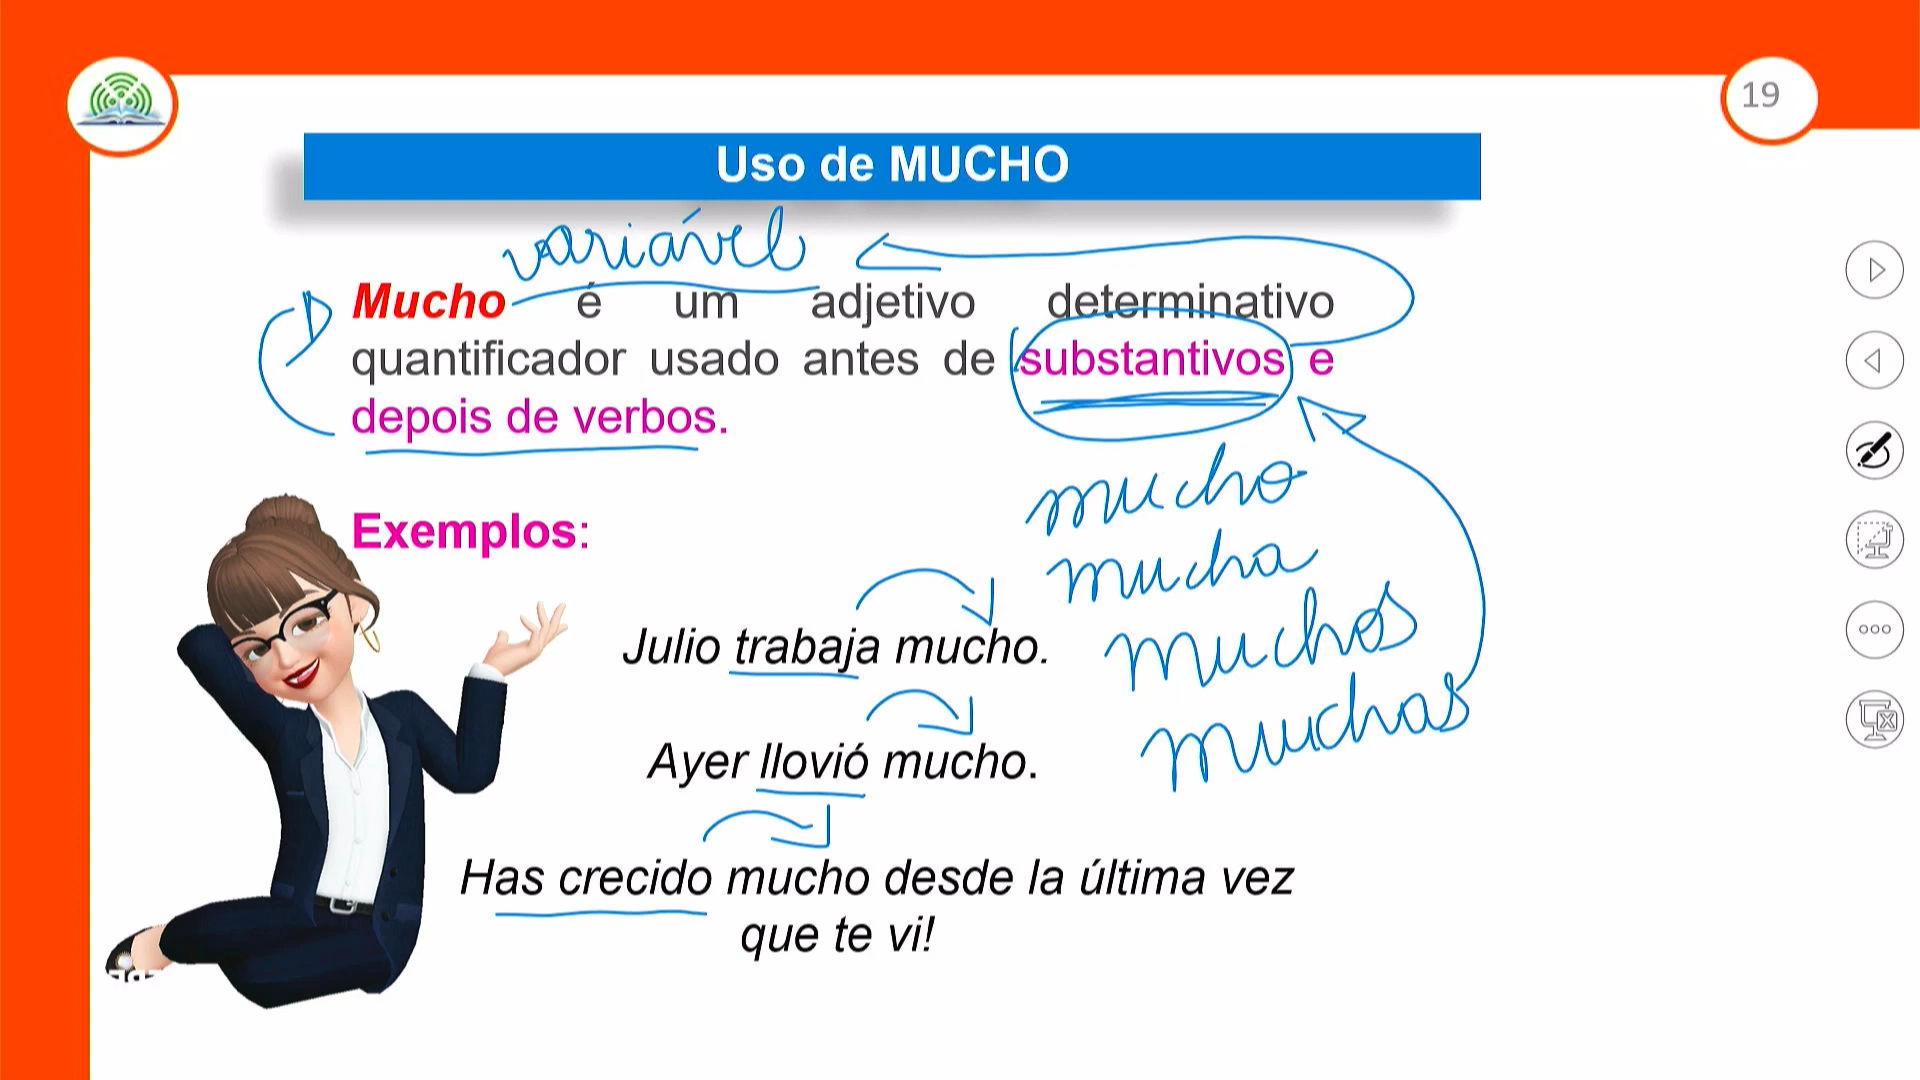 19
Uso de MUCHO
variável
Mucho é um adjetivo determinativo
quantificador usado antes de substantivos e
depois de verbos.
mucho
Exemplos:
mucha
muchos
Julio trabaja mucho.
muchas
Ayer llovió mucho.
Has crecido mucho desde la última vez
que te vi!